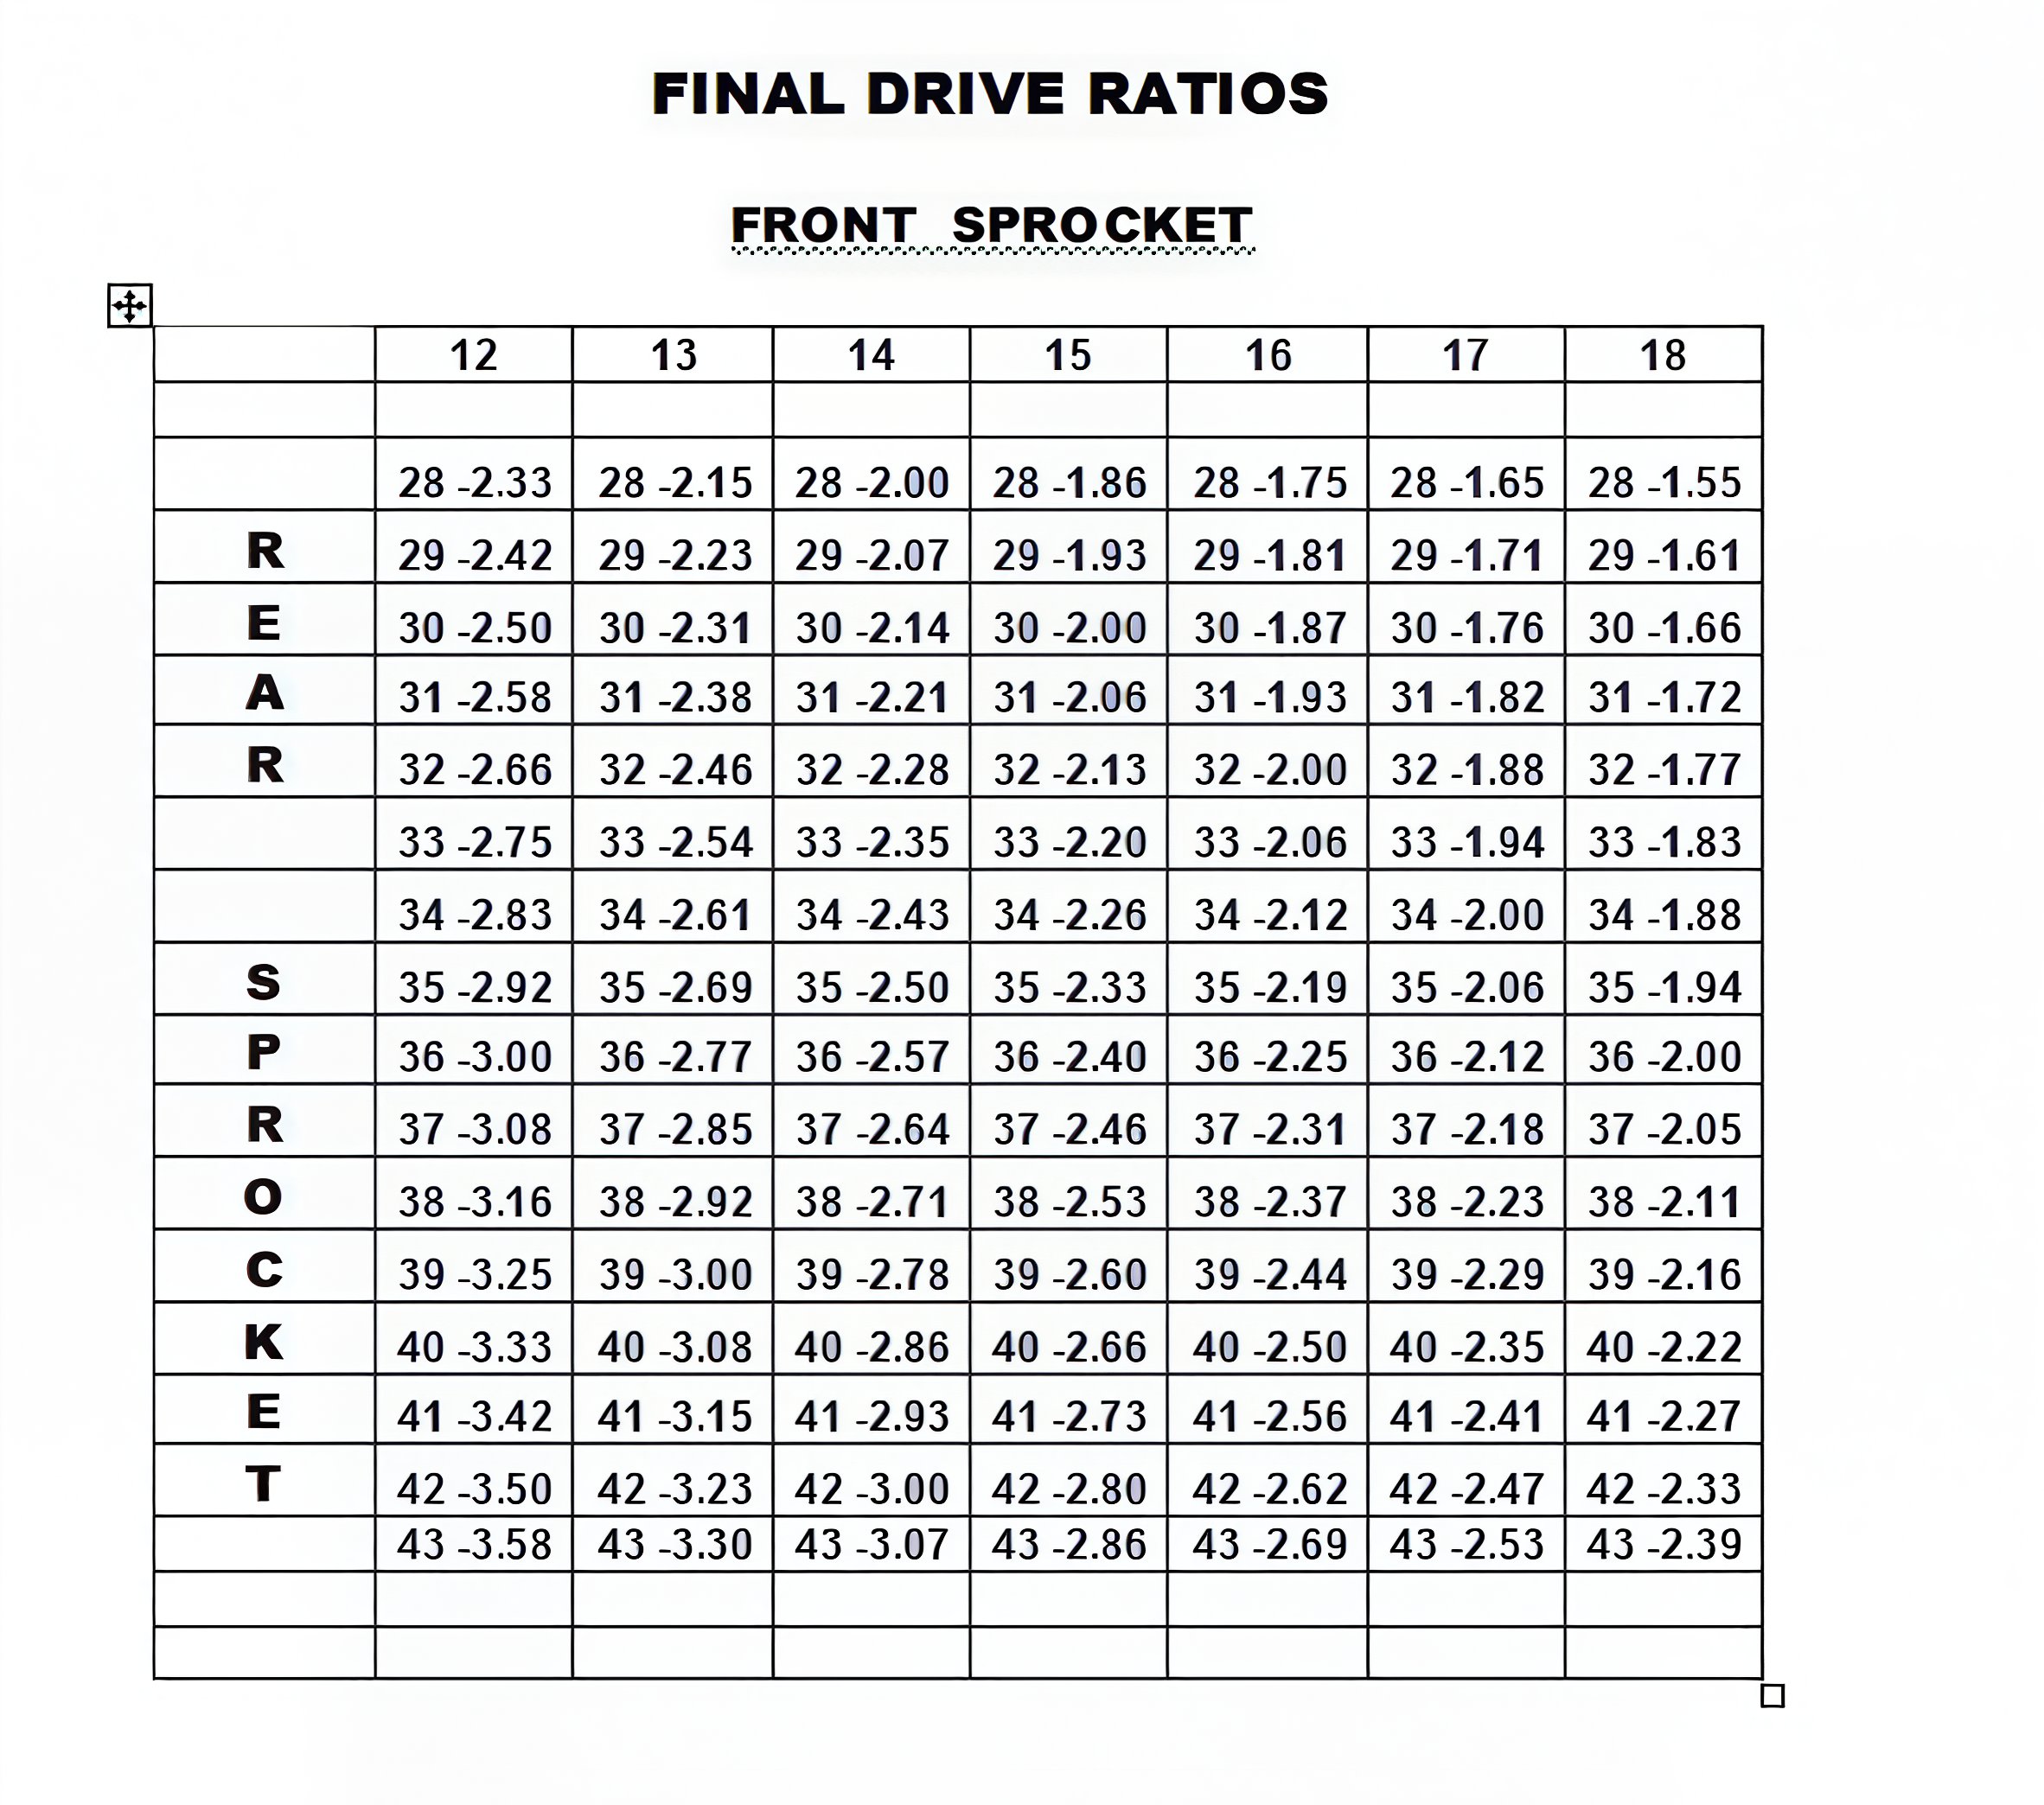 FINAL DRIVE RATIOS
FRONT SPROCKET
12 13 14 15 16 17 18
28 -2.33 28 -2.15 28 -2.00 28 -1.86 28 -1.75 28 -1.65 28 -1.55
R 29 -2.42 29 -2.23 29 -2.07 29 -1.93 29 -1.81 29 -1.71 29 -1.61
E 30 -2.50 30 -2.31 30 -2.14 30 -2.00 30 -1.87 30 -1.76 30 -1.66
A 31 -2.58 31 -2.38 31 -2.21 31 -2.06 31 -1.93 31 -1.82 31 -1.72
R 32 -2.66 32 -2.46 32 -2.28 32 -2.13 32 -2.00 32 -1.88 32 -1.77
33 -2.75 33 -2.54 33 -2.35 33 -2.20 33 -2.06 33 -1.94 33 -1.83
34 -2.83 34 -2.61 34 -2.43 34 -2.26 34 -2.12 34 -2.00 34 -1.88
S 35 -2.92 35 -2.69 35 -2.50 35 -2.33 35 -2.19 35 -2.06 35 -1.94
P 36 -3.00 36 -2.77 36 -2.57 36 -2.40 36 -2.25 36 -2.12 36 -2.00
R 37 -3.08 37 -2.85 37 -2.64 37 -2.46 37 -2.31 37 -2.18 37 -2.05
O 38 -3.16 38 -2.92 38 -2.71 38 -2.53 38 -2.37 38 -2.23 38 -2.11
C 39 -3.25 39 -3.00 39 -2.78 39 -2.60 39 -2.44 39 -2.29 39 -2.16
K 40 -3.33 40 -3.08 40 -2.86 40 -2.66 40 -2.50 40 -2.35 40 -2.22
E 41 -3.42 41 -3.15 41 -2.93 41 -2.73 41 -2.56 41 -2.41 41 -2.27
T 42 -3.50 42 -3.23 42 -3.00 42 -2.80 42 -2.62 42 -2.47 42 -2.33
43 -3.58 43 -3.30 43 -3.07 43 -2.86 43 -2.69 43 -2.53 43 -2.39